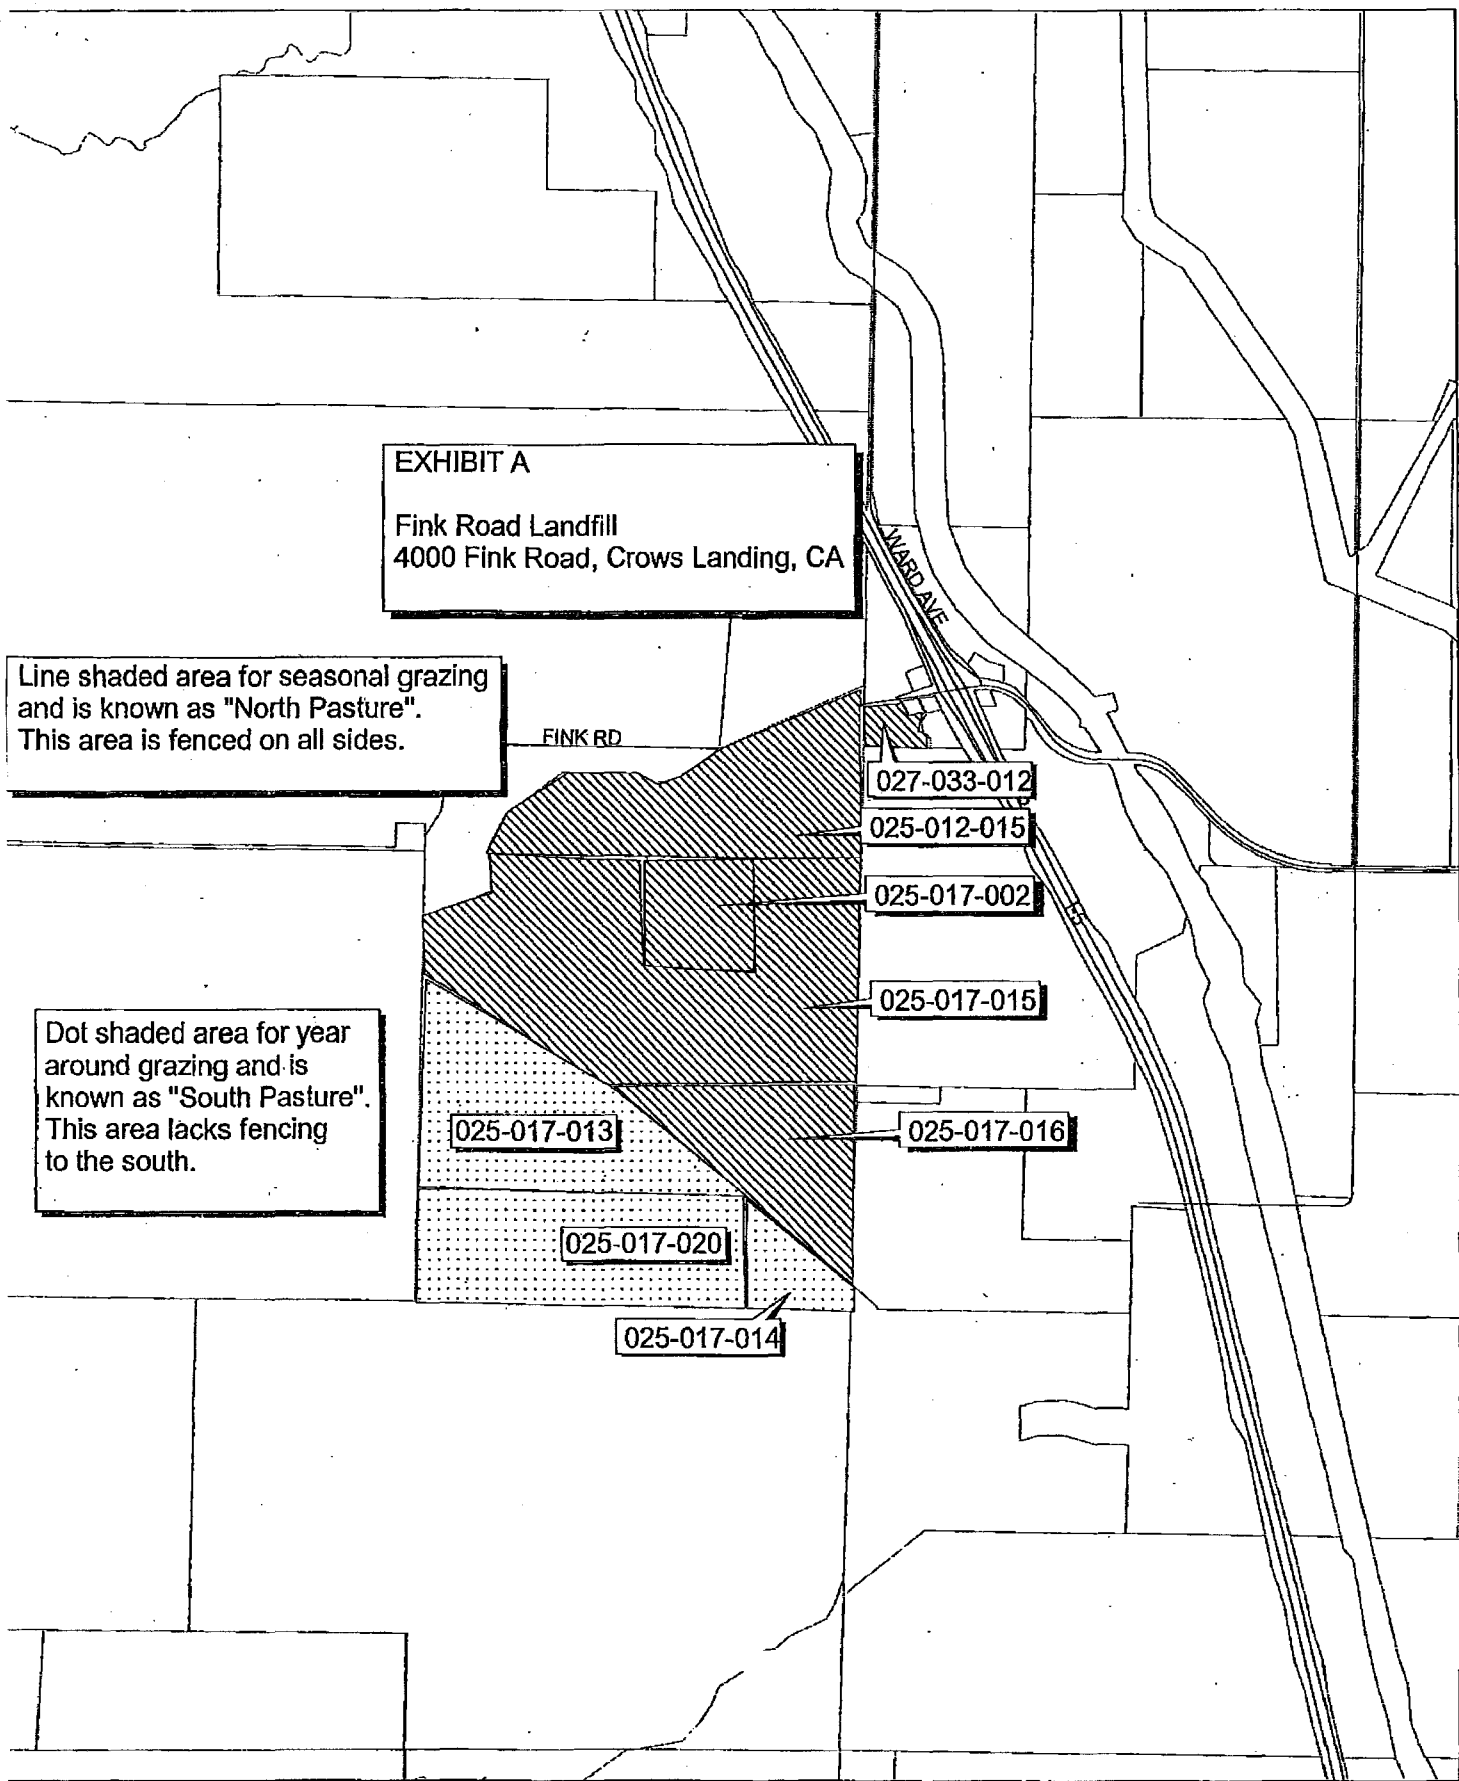 EXHIBIT A
Fink Road Landfill
4000 Fink Road, Crows Landing, CA
WARD AVE
Line shaded area for seasonal grazing
and is known as "North Pasture".
This area is fenced on all sides.
FINK RD
027-033-012
025-012-015
025-017-002
I-5
025-017-015
Dot shaded area for year
around grazing and is
known as "South Pasture".
This area lacks fencing
to the south.
025-017-013
025-017-016
025-017-020
025-017-014